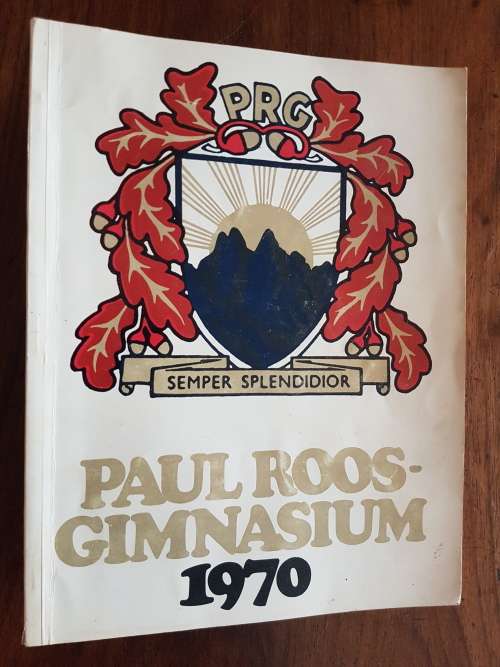 PRG
SEMPER SPLENDIDIOR
PAUL ROOS-
GIMNASIUM
1970